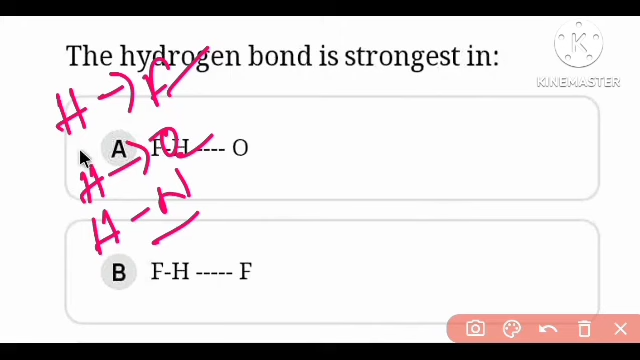 The hydrogen bond is strongest in:
K
KINEMASTER
H → F
A F-H ---- O
H → O
H - N
B F-H ----- F